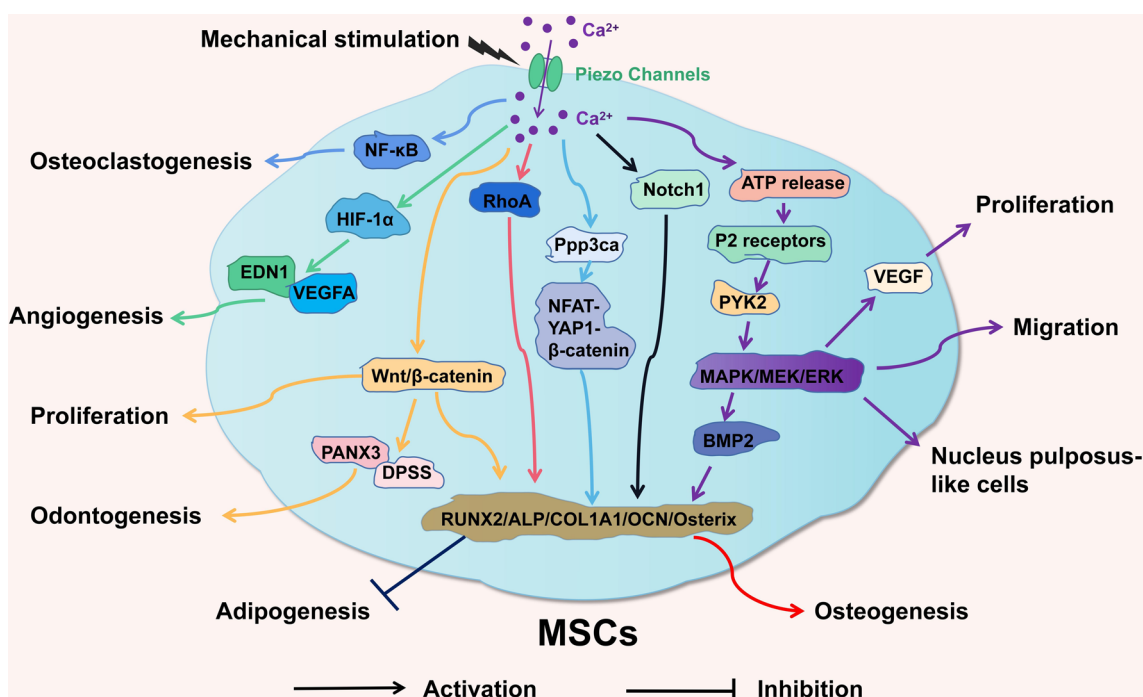 Ca²⁺
Mechanical stimulation
Piezo Channels
Ca²⁺
NF-κB
Osteoclastogenesis
ATP release
Notch1
RhoA
HIF-1α
Proliferation
P2 receptors
Ppp3ca
EDN1
VEGFA
VEGF
PYK2
NFAT-
YAP1-
β-catenin
Angiogenesis
Migration
Wnt/β-catenin
MAPK/MEK/ERK
Proliferation
BMP2
PANX3
DPSS
Nucleus pulposus-
like cells
Odontogenesis
RUNX2/ALP/COL1A1/OCN/Osterix
Adipogenesis
Osteogenesis
MSCs
Activation
Inhibition